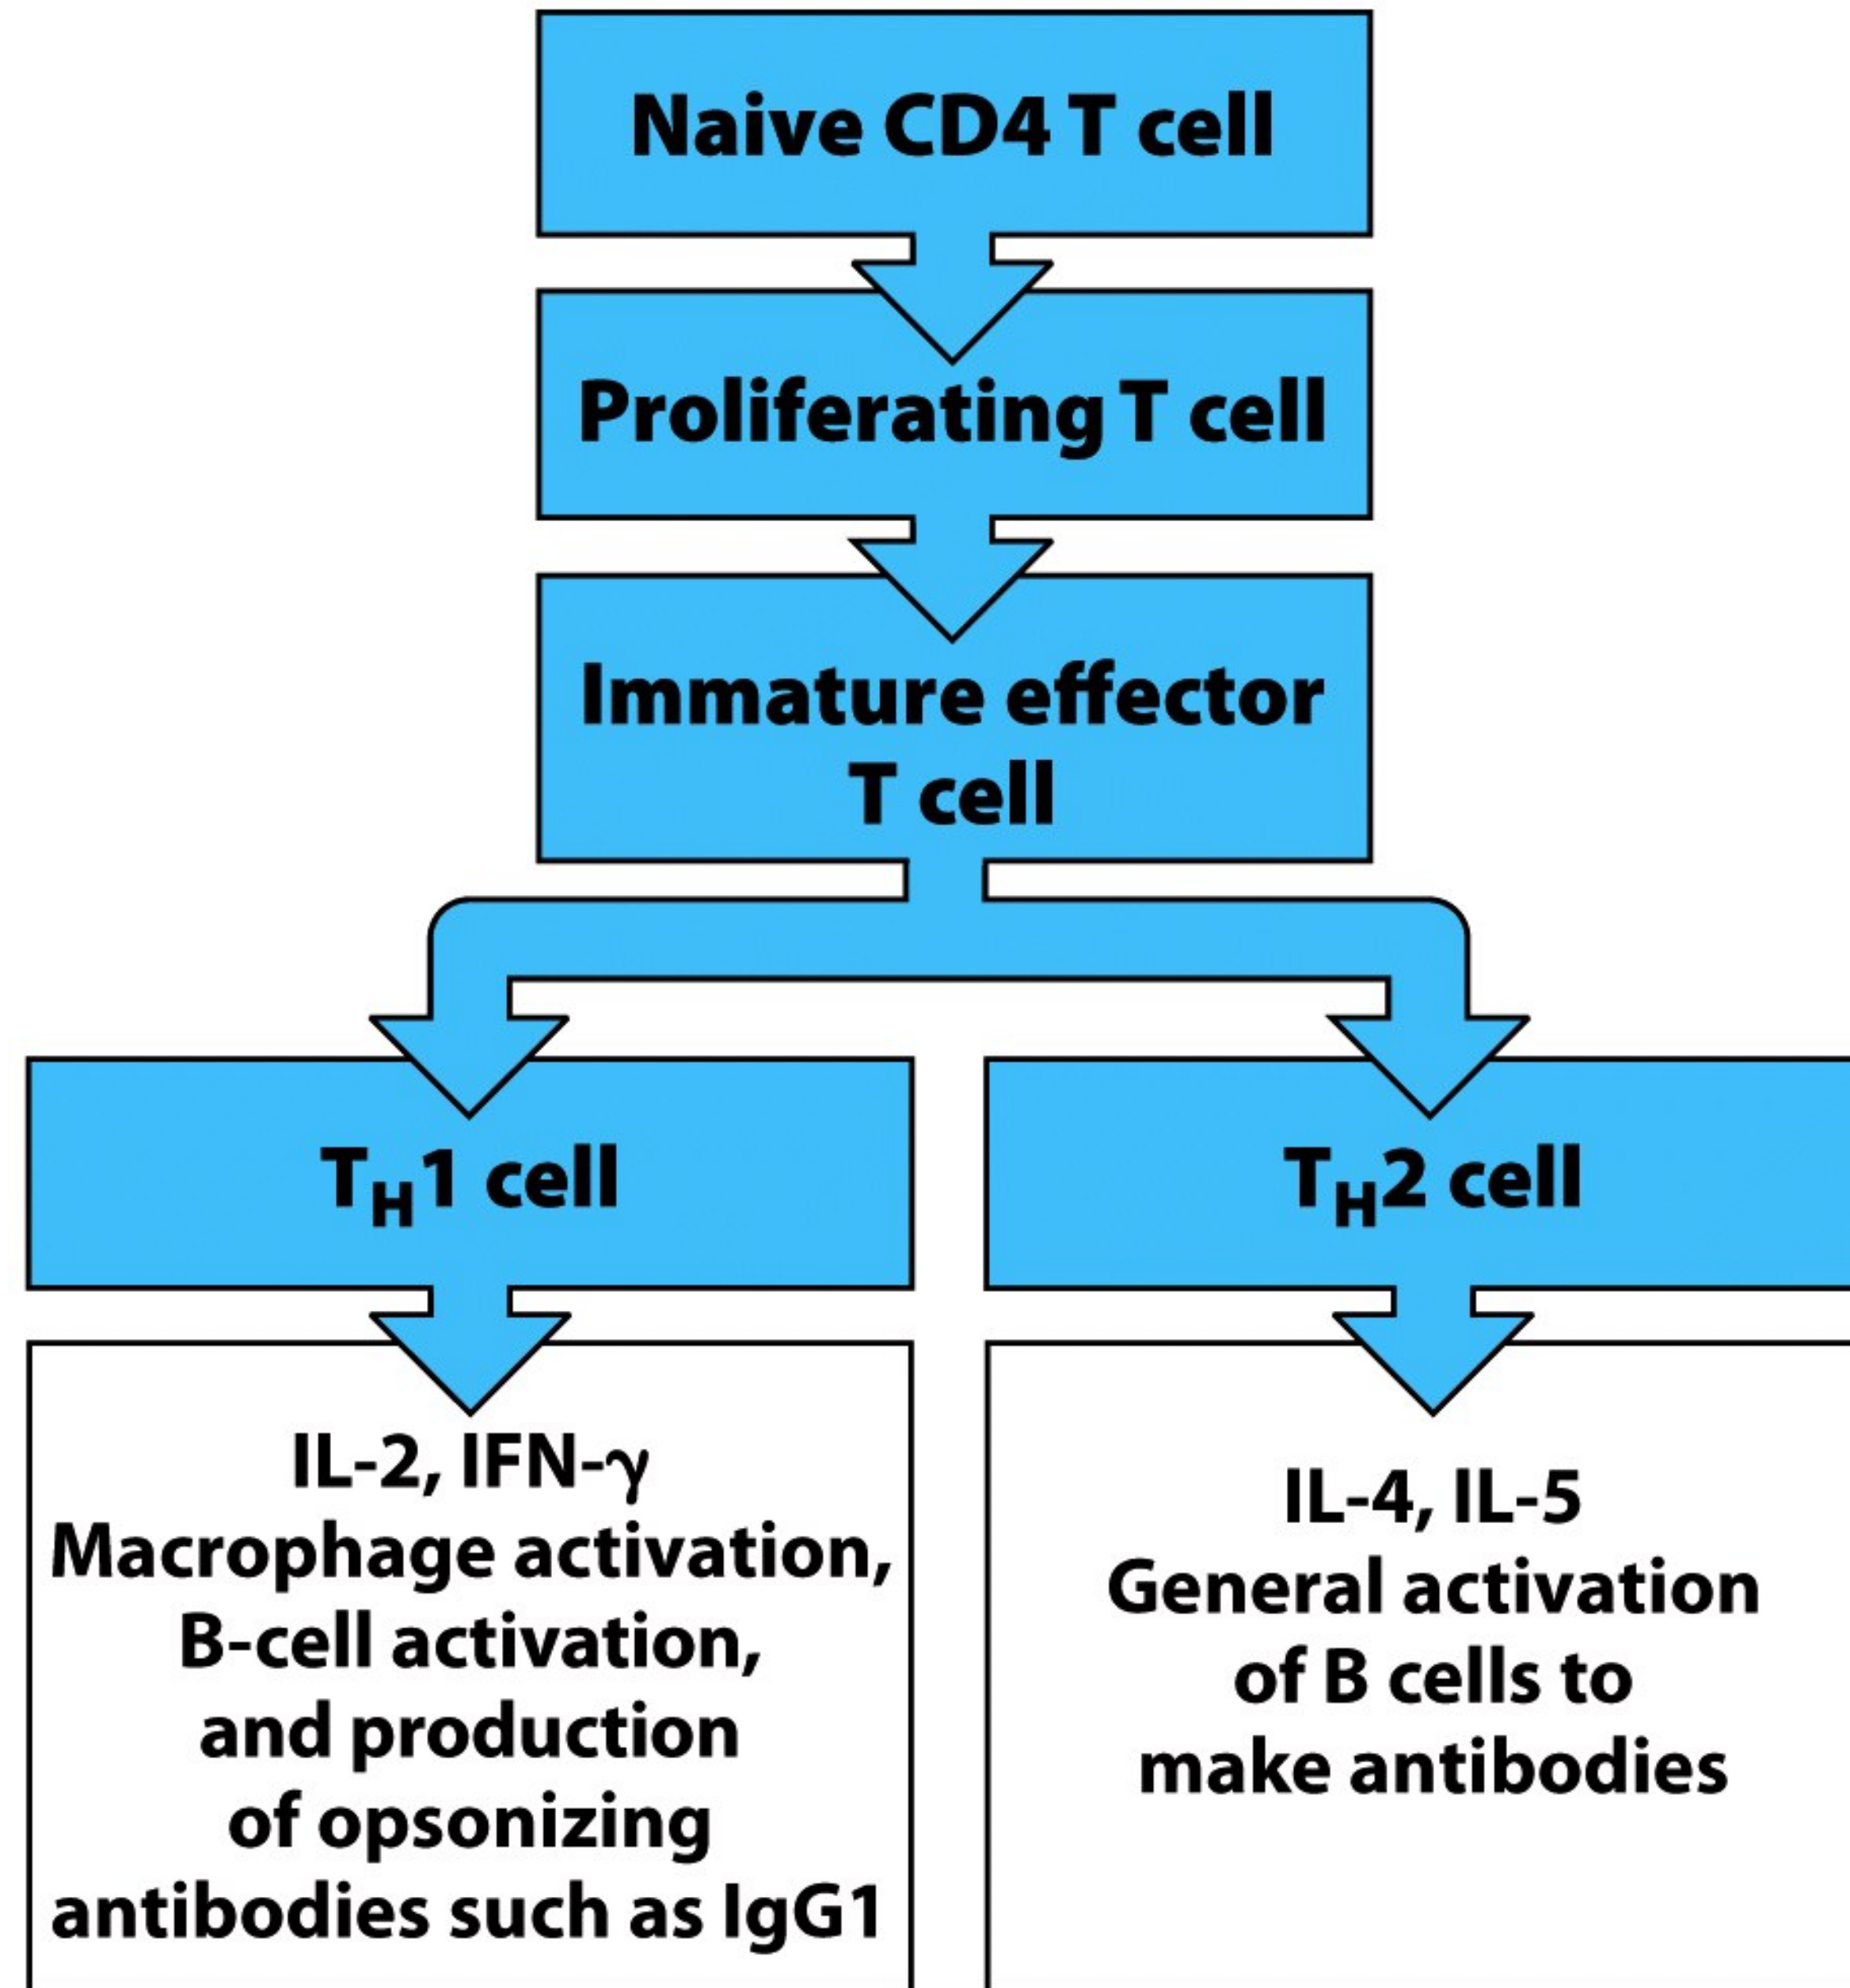 Naive CD4 T cell
Proliferating T cell
Immature effector
T cell
TH1 cell
TH2 cell
IL-2, IFN-γ
Macrophage activation,
B-cell activation,
and production
of opsonizing
antibodies such as IgG1
IL-4, IL-5
General activation
of B cells to
make antibodies